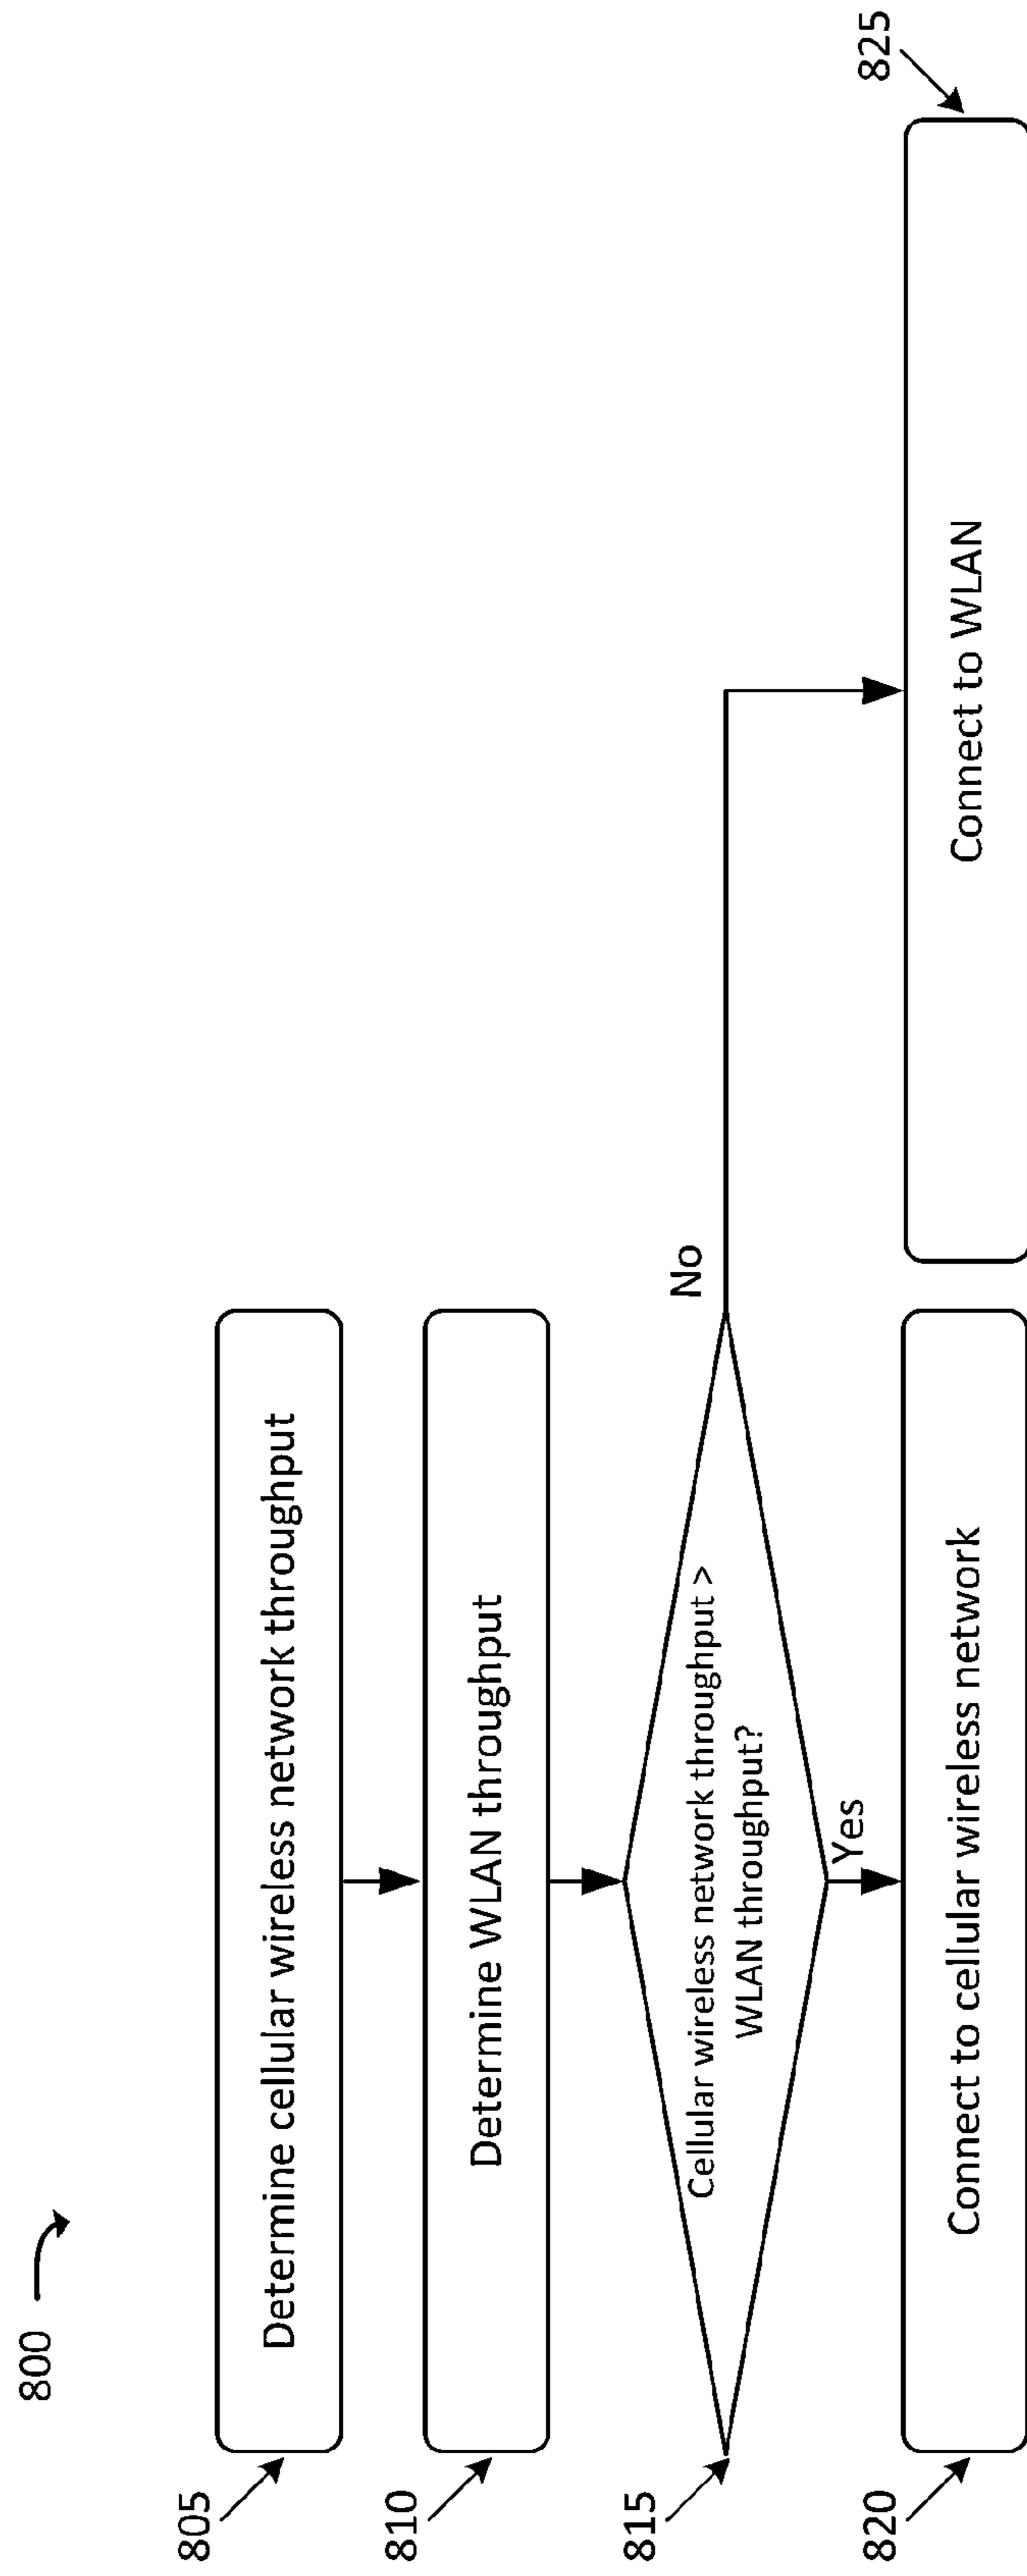 800
805
Determine cellular wireless network throughput
810
Determine WLAN throughput
815
Cellular wireless network throughput >
WLAN throughput?
No
Yes
820
Connect to cellular wireless network
825
Connect to WLAN